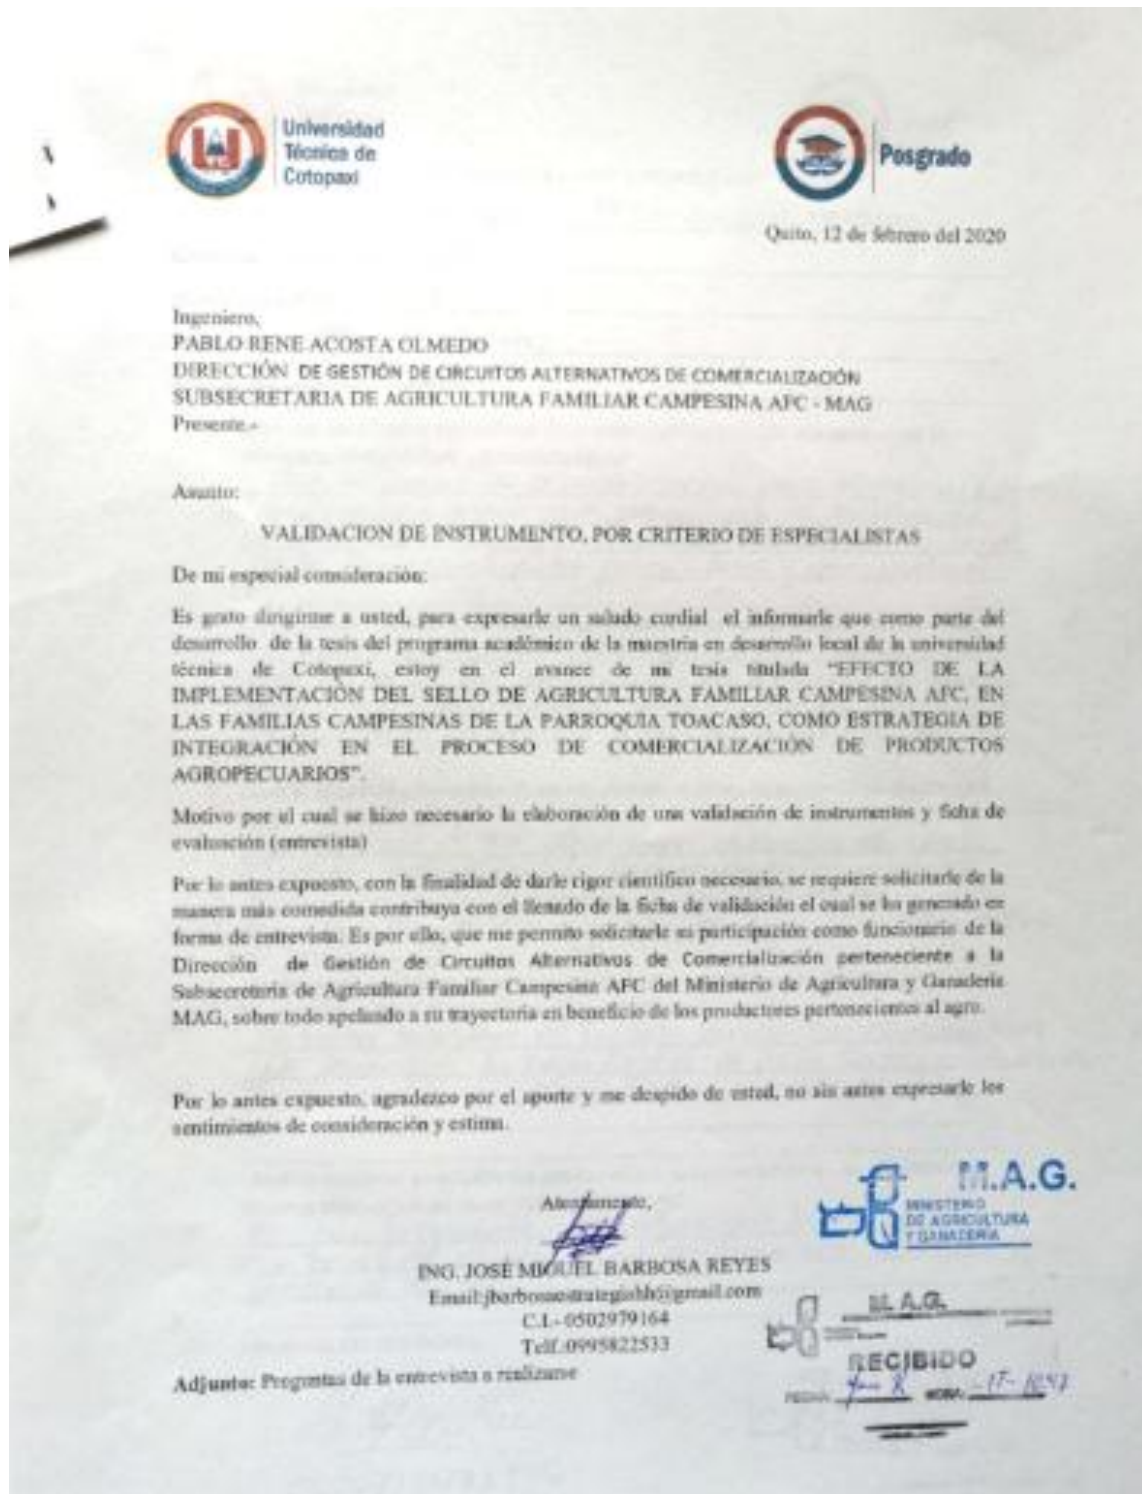 Universidad
Técnica de
Cotopaxi
Posgrado
Quito, 12 de febrero del 2020
Ingeniero,
PABLO RENE ACOSTA OLMEDO
DIRECCIÓN DE GESTIÓN DE CIRCUITOS ALTERNATIVOS DE COMERCIALIZACIÓN
SUBSECRETARIA DE AGRICULTURA FAMILIAR CAMPESINA AFC - MAG
Presente.-
Asunto:
VALIDACION DE INSTRUMENTO, POR CRITERIO DE ESPECIALISTAS
De mi especial consideración:
Es grato dirigirme a usted, para expresarle un saludo cordial el informarle que como parte del
desarrollo de la tesis del programa académico de la maestría en desarrollo local de la universidad
técnica de Cotopaxi, estoy en el avance de mi tesis titulada “EFECTO DE LA
IMPLEMENTACIÓN DEL SELLO DE AGRICULTURA FAMILIAR CAMPESINA AFC, EN
LAS FAMILIAS CAMPESINAS DE LA PARROQUIA TOACASO, COMO ESTRATEGIA DE
INTEGRACIÓN EN EL PROCESO DE COMERCIALIZACIÓN DE PRODUCTOS
AGROPECUARIOS”.
Motivo por el cual se hizo necesario la elaboración de una validación de instrumentos y ficha de
evaluación (entrevista)
Por lo antes expuesto, con la finalidad de darle rigor científico necesario, se requiere solicitarle de la
manera más comedida contribuya con el llenado de la ficha de validación el cual se ha generado en
forma de entrevista. Es por ello, que me permito solicitarle su participación como funcionario de la
Dirección de Gestión de Circuitos Alternativos de Comercialización perteneciente a la
Subsecretaria de Agricultura Familiar Campesina AFC del Ministerio de Agricultura y Ganadería
MAG, sobre todo apelando a su trayectoria en beneficio de los productores pertenecientes al agro.
Por lo antes expuesto, agradezco por el aporte y me despido de usted, no sin antes expresarle los
sentimientos de consideración y estima.
Atentamente,
ING. JOSÉ MIGUEL BARBOSA REYES
C.I.- 0502979164
Telf.:0995822533
Adjunto: Preguntas de la entrevista a realizarse
M.A.G.
MINISTERIO
DE AGRICULTURA
Y GANADERÍA
M.A.G.
RECIBIDO
FECHA: HORA: